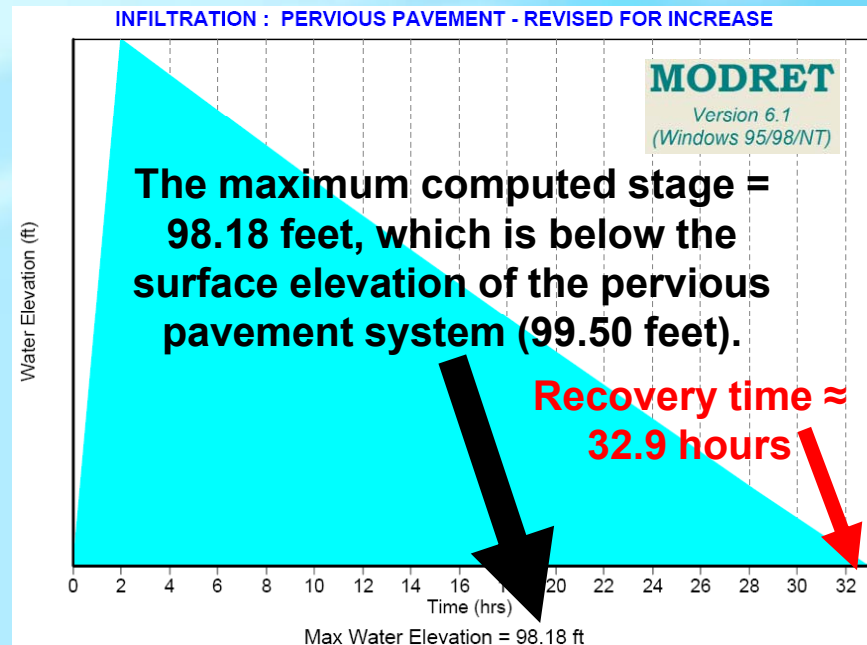 INFILTRATION : PERVIOUS PAVEMENT - REVISED FOR INCREASE
MODRET
Version 6.1
(Windows 95/98/NT)
The maximum computed stage =
98.18 feet, which is below the
surface elevation of the pervious
pavement system (99.50 feet).
Recovery time ≈
32.9 hours
Water Elevation (ft)
0 2 4 6 8 10 12 14 16 20 22 24 26 28 30 32
Time (hrs)
Max Water Elevation = 98.18 ft